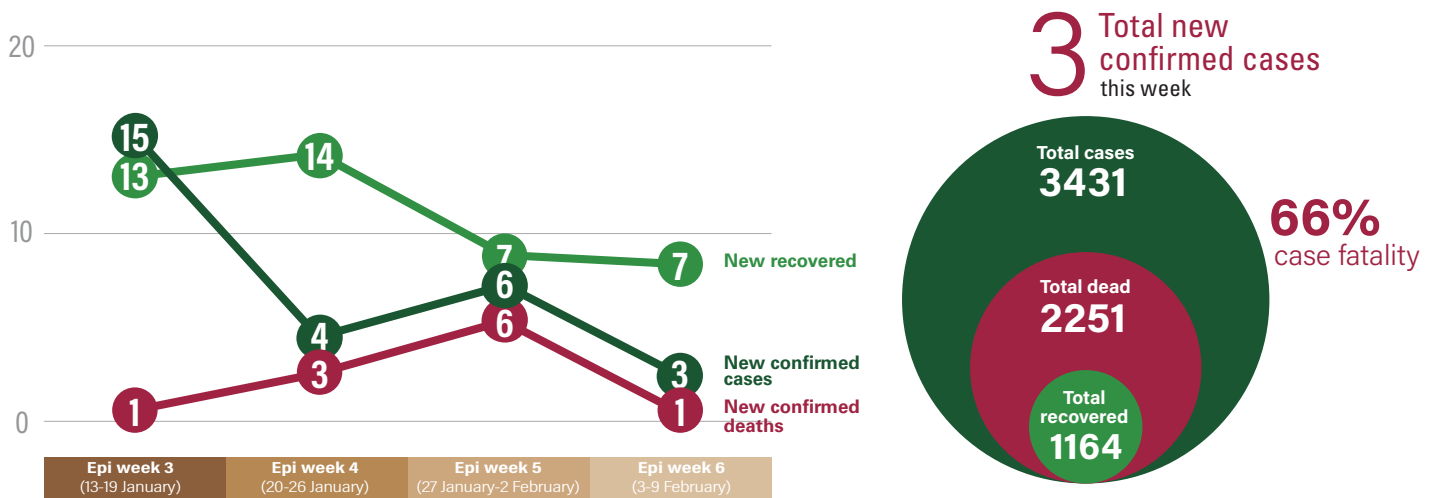 20
10
0
15
13
14
4
3
7
6
6
7
3
1
1
New recovered
New confirmed
cases
New confirmed
deaths
Epi week 3
(13-19 January)
Epi week 4
(20-26 January)
Epi week 5
(27 January-2 February)
Epi week 6
(3-9 February)
3
Total new
confirmed cases
this week
Total cases
3431
66%
case fatality
Total dead
2251
Total
recovered
1164